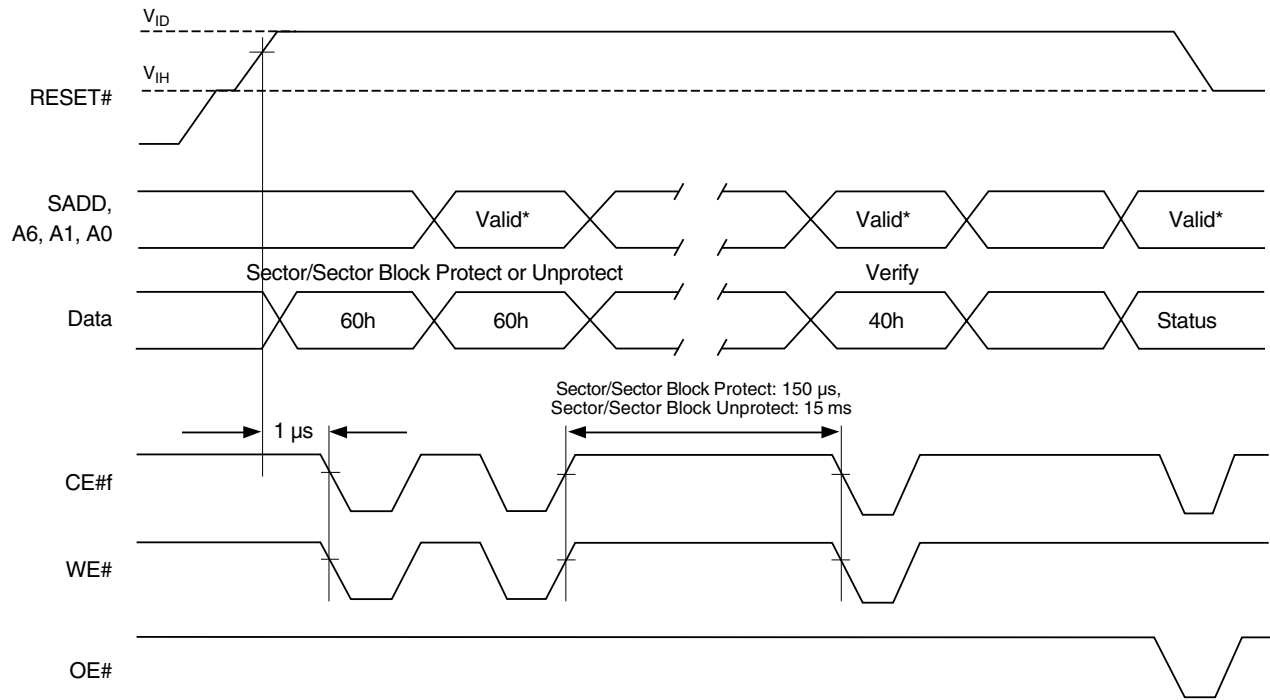 VID
VIH
RESET#
SADD,
A6, A1, A0
Valid*
Valid*
Valid*
Sector/Sector Block Protect or Unprotect
Verify
Data
60h
60h
40h
Status
Sector/Sector Block Protect: 150 µs,
Sector/Sector Block Unprotect: 15 ms
1 µs
CE#f
WE#
OE#